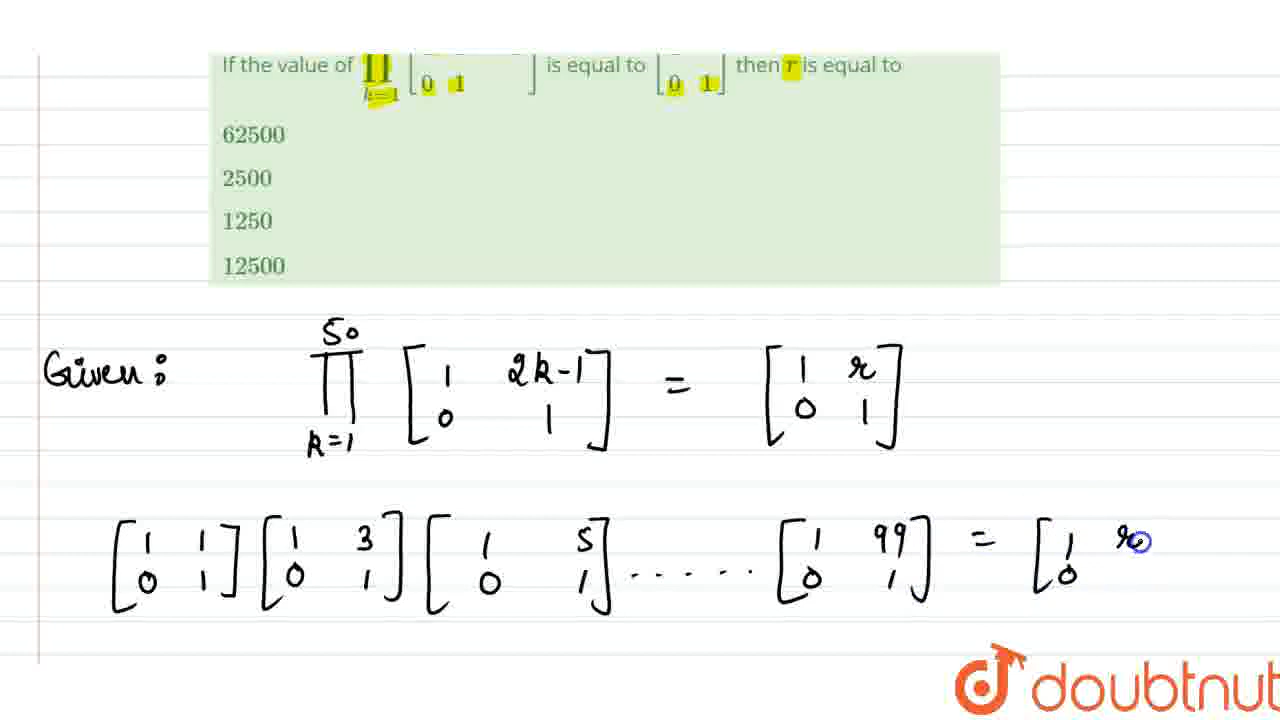 If the value of ∏ k=1 [ 0 1 ] is equal to [ 0 1 ] then r is equal to
62500
2500
1250
12500
50
Given: ∏ [ 1 2k-1 ] = [ 1 r ]
k=1 [ 0 1 ] [ 0 1 ]
[ 1 1 ] [ 1 3 ] [ 1 5 ] ...... [ 1 99 ] = [ 1 r
[ 0 1 ] [ 0 1 ] [ 0 1 ] [ 0 1 ] [ 0
doubtnut